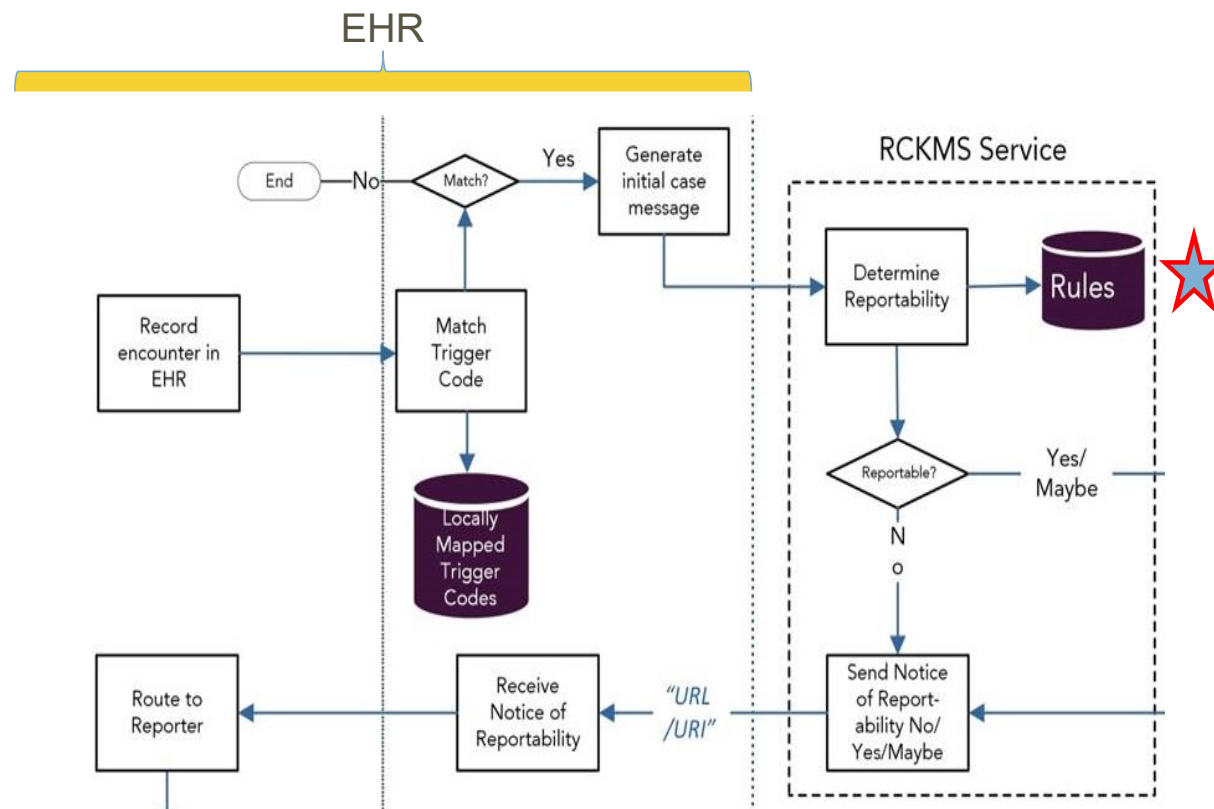 EHR
RCKMS Service
End
No
Match?
Yes
Generate
initial case
message
Record
encounter in
EHR
Match
Trigger
Code
Determine
Reportability
Rules
Locally
Mapped
Trigger
Codes
Reportable?
Yes/
Maybe
N
o
Route to
Reporter
Receive
Notice of
Reportability
“URL
/URI”
Send Notice
of Report-
ability No/
Yes/Maybe